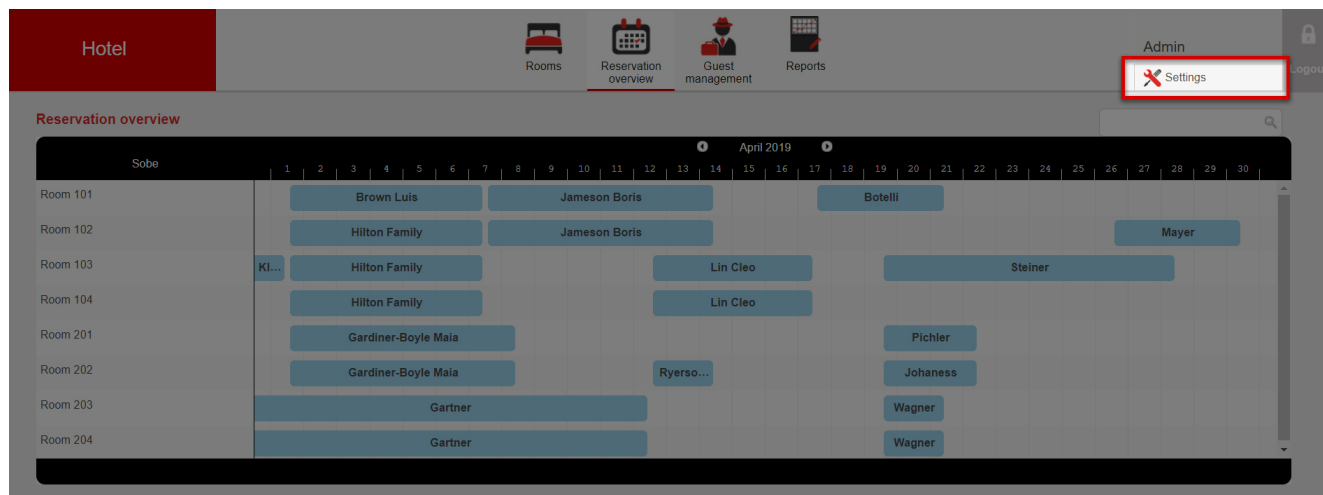 Hotel
Rooms
Reservation
overview
Guest
management
Reports
Admin
Settings
Reservation overview
Sobe
April 2019
1 2 3 4 5 6 7 8 9 10 11 12 13 14 15 16 17 18 19 20 21 22 23 24 25 26 27 28 29 30
Room 101 Brown Luis Jameson Boris Botelli
Room 102 Hilton Family Jameson Boris Mayer
Room 103 Kl... Hilton Family Lin Cleo Steiner
Room 104 Hilton Family Lin Cleo
Room 201 Gardiner-Boyle Maia Pichler
Room 202 Gardiner-Boyle Maia Ryerso... Johaness
Room 203 Gartner Wagner
Room 204 Gartner Wagner